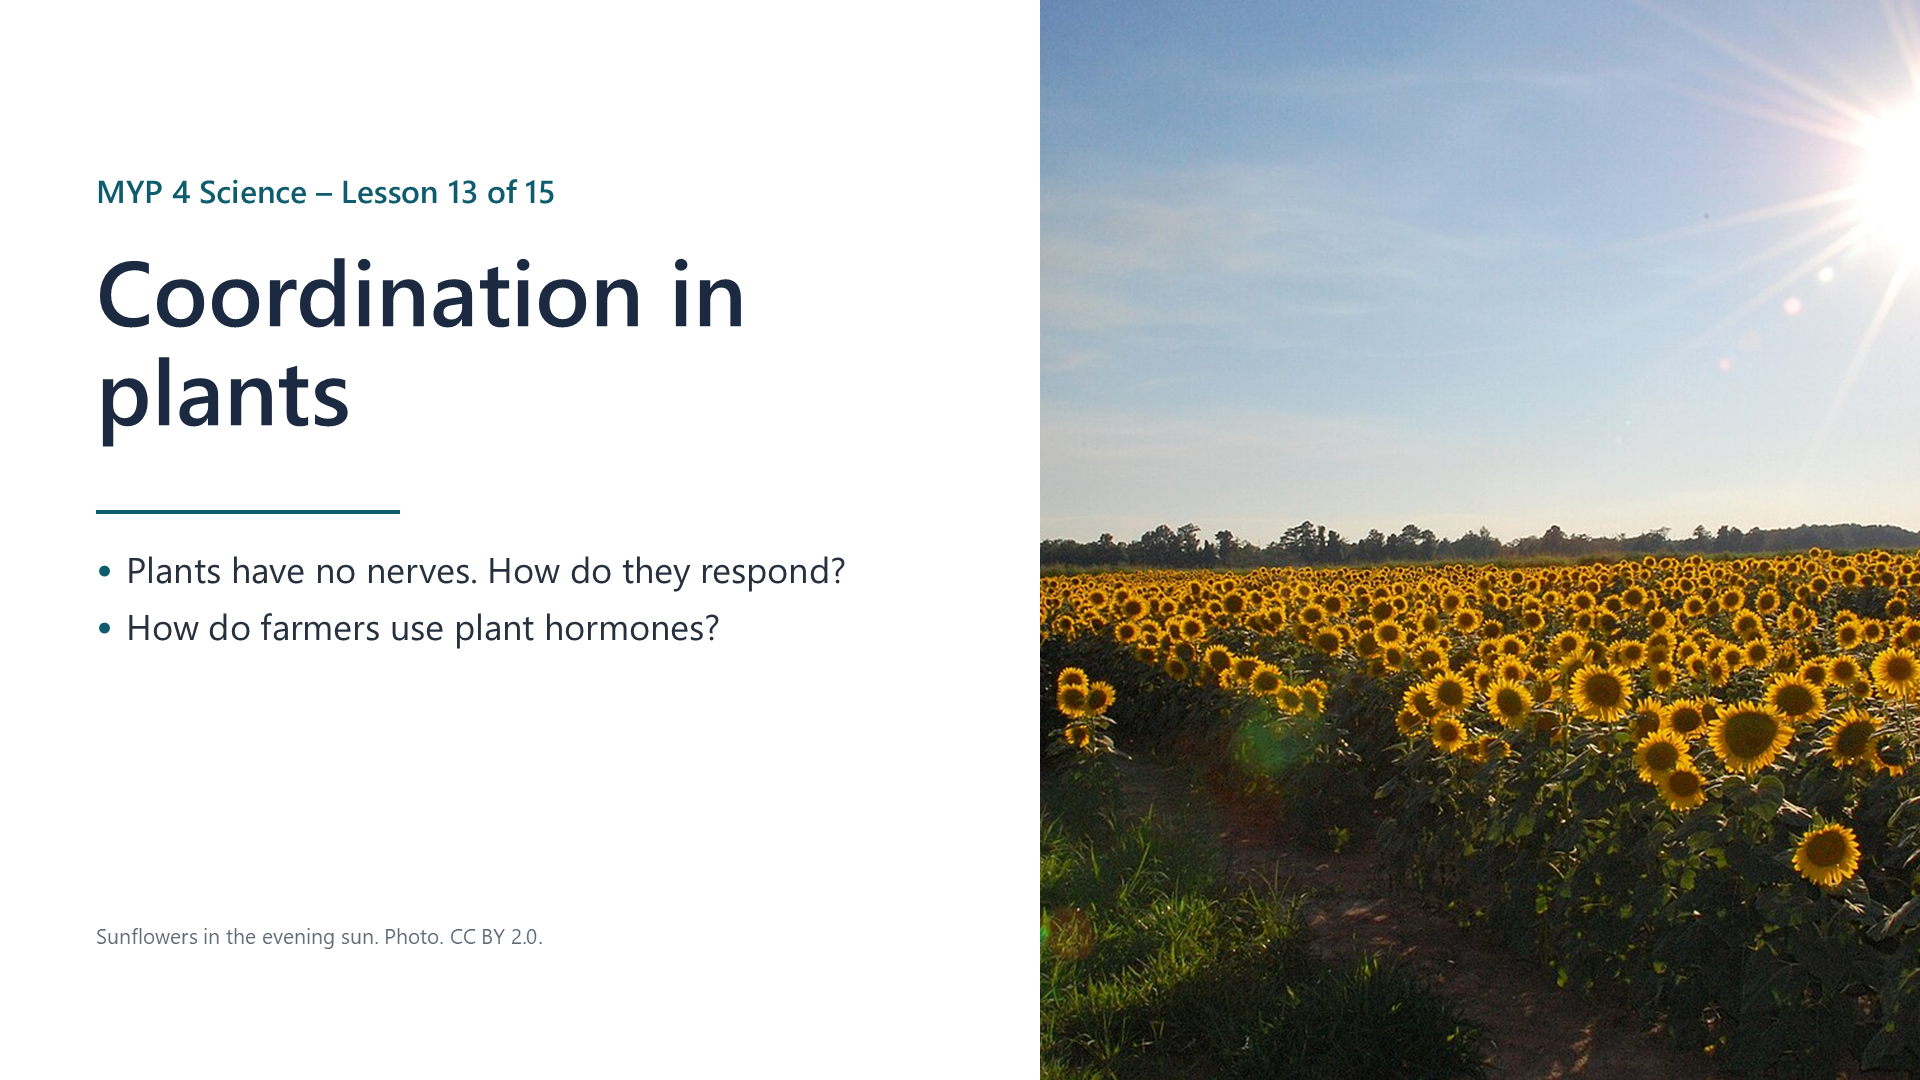 MYP 4 Science – Lesson 13 of 15
Coordination in
plants
• Plants have no nerves. How do they respond?
• How do farmers use plant hormones?
Sunflowers in the evening sun. Photo. CC BY 2.0.